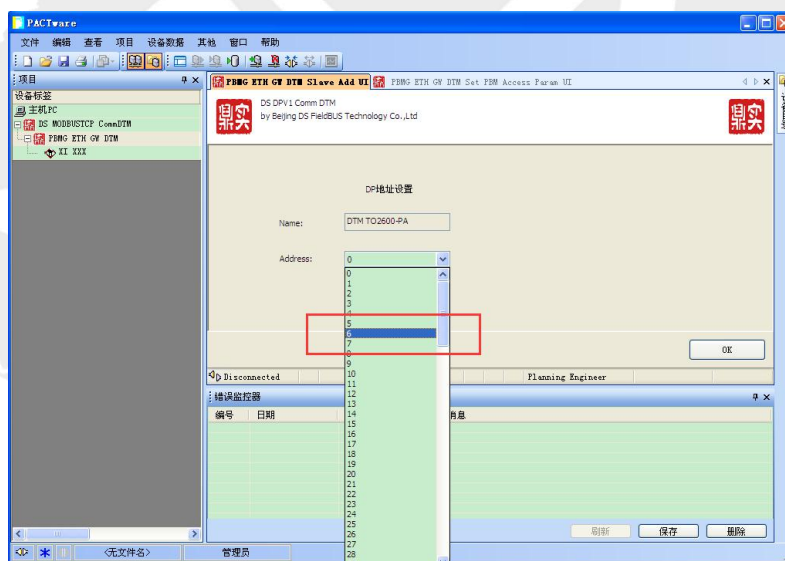 PACTware
文件 编辑 查看 项目 设备数据 其他 窗口 帮助
项目
设备标签
主机PC
DS MODBUSTCP CommDTM
PBMG ETH GW DTM
XI XXX
PBMG ETH GW DTM Slave Add UI
PBMG ETH GW DTM Set PBM Access Param UI
鼎实
DS DPV1 Comm DTM
by Beijing DS FieldBUS Technology Co.,Ltd
鼎实
DP地址设置
Name: DTM TO2600-PA
Address: 0
0
1
2
3
4
5
6
7
8
9
10
11
12
13
14
15
16
17
18
19
20
21
22
23
24
25
26
27
28
OK
Disconnected
Planning Engineer
错误监控器
编号 日期 消息
刷新 保存 删除
<无文件名> 管理员